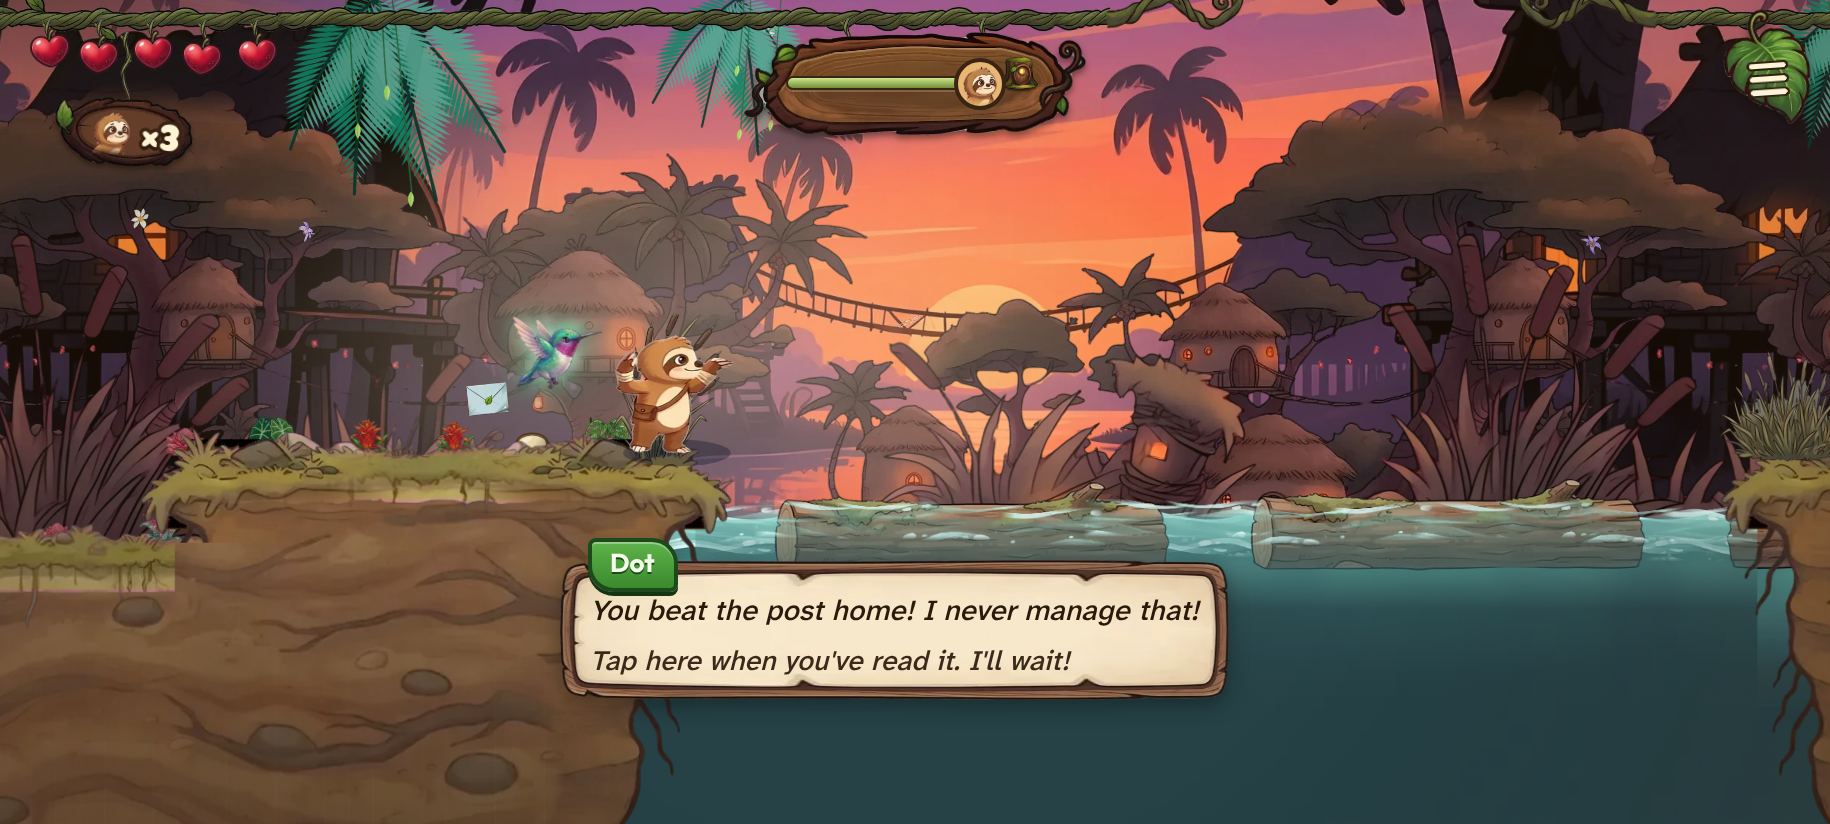 ×3
Dot
You beat the post home! I never manage that!
Tap here when you've read it. I'll wait!